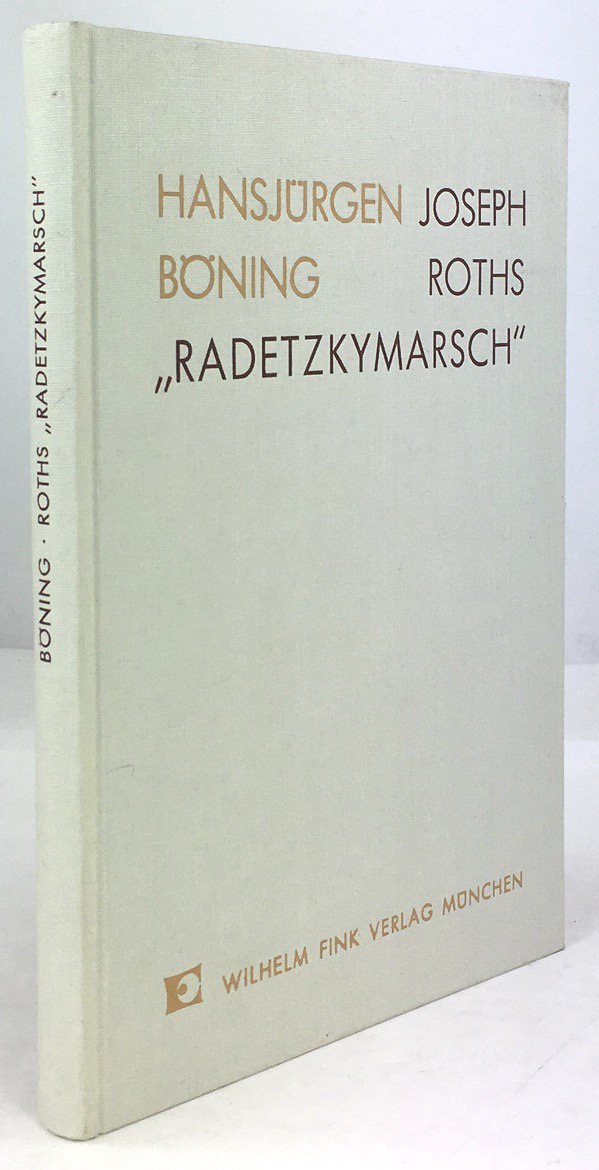 HANSJÜRGEN JOSEPH
BÖNING ROTHS
„RADETZKYMARSCH“
WILHELM FINK VERLAG MÜNCHEN
BÖNING · ROTHS „RADETZKYMARSCH“